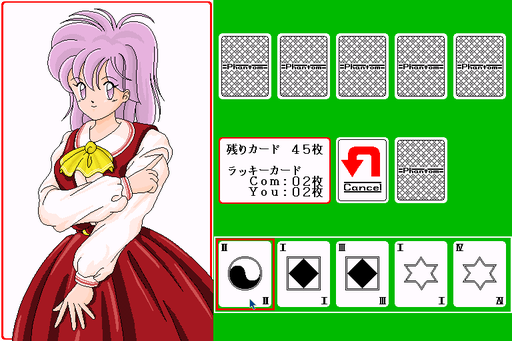 Phantom Phantom Phantom Phantom Phantom
残りカード 45枚
ラッキーカード
Com:02枚
You:02枚
Cancel
Phantom
II I III I IV
II I III I IV